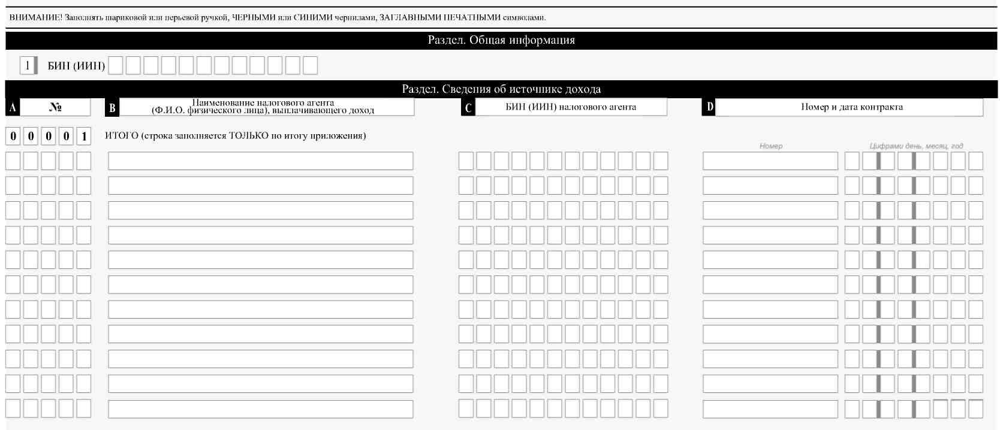 ВНИМАНИЕ! Заполнять шариковой или перьевой ручкой, ЧЕРНЫМИ или СИНИМИ чернилами, ЗАГЛАВНЫМИ ПЕЧАТНЫМИ символами.
Раздел. Общая информация
1 БИН (ИИН)
Раздел. Сведения об источнике дохода
A № B Наименование налогового агента
(Ф.И.О. физического лица), выплачивающего доход
C БИН (ИИН) налогового агента D Номер и дата контракта
0 0 0 0 1 ИТОГО (строка заполняется ТОЛЬКО по итогу приложения)
Номер Цифрами день, месяц, год